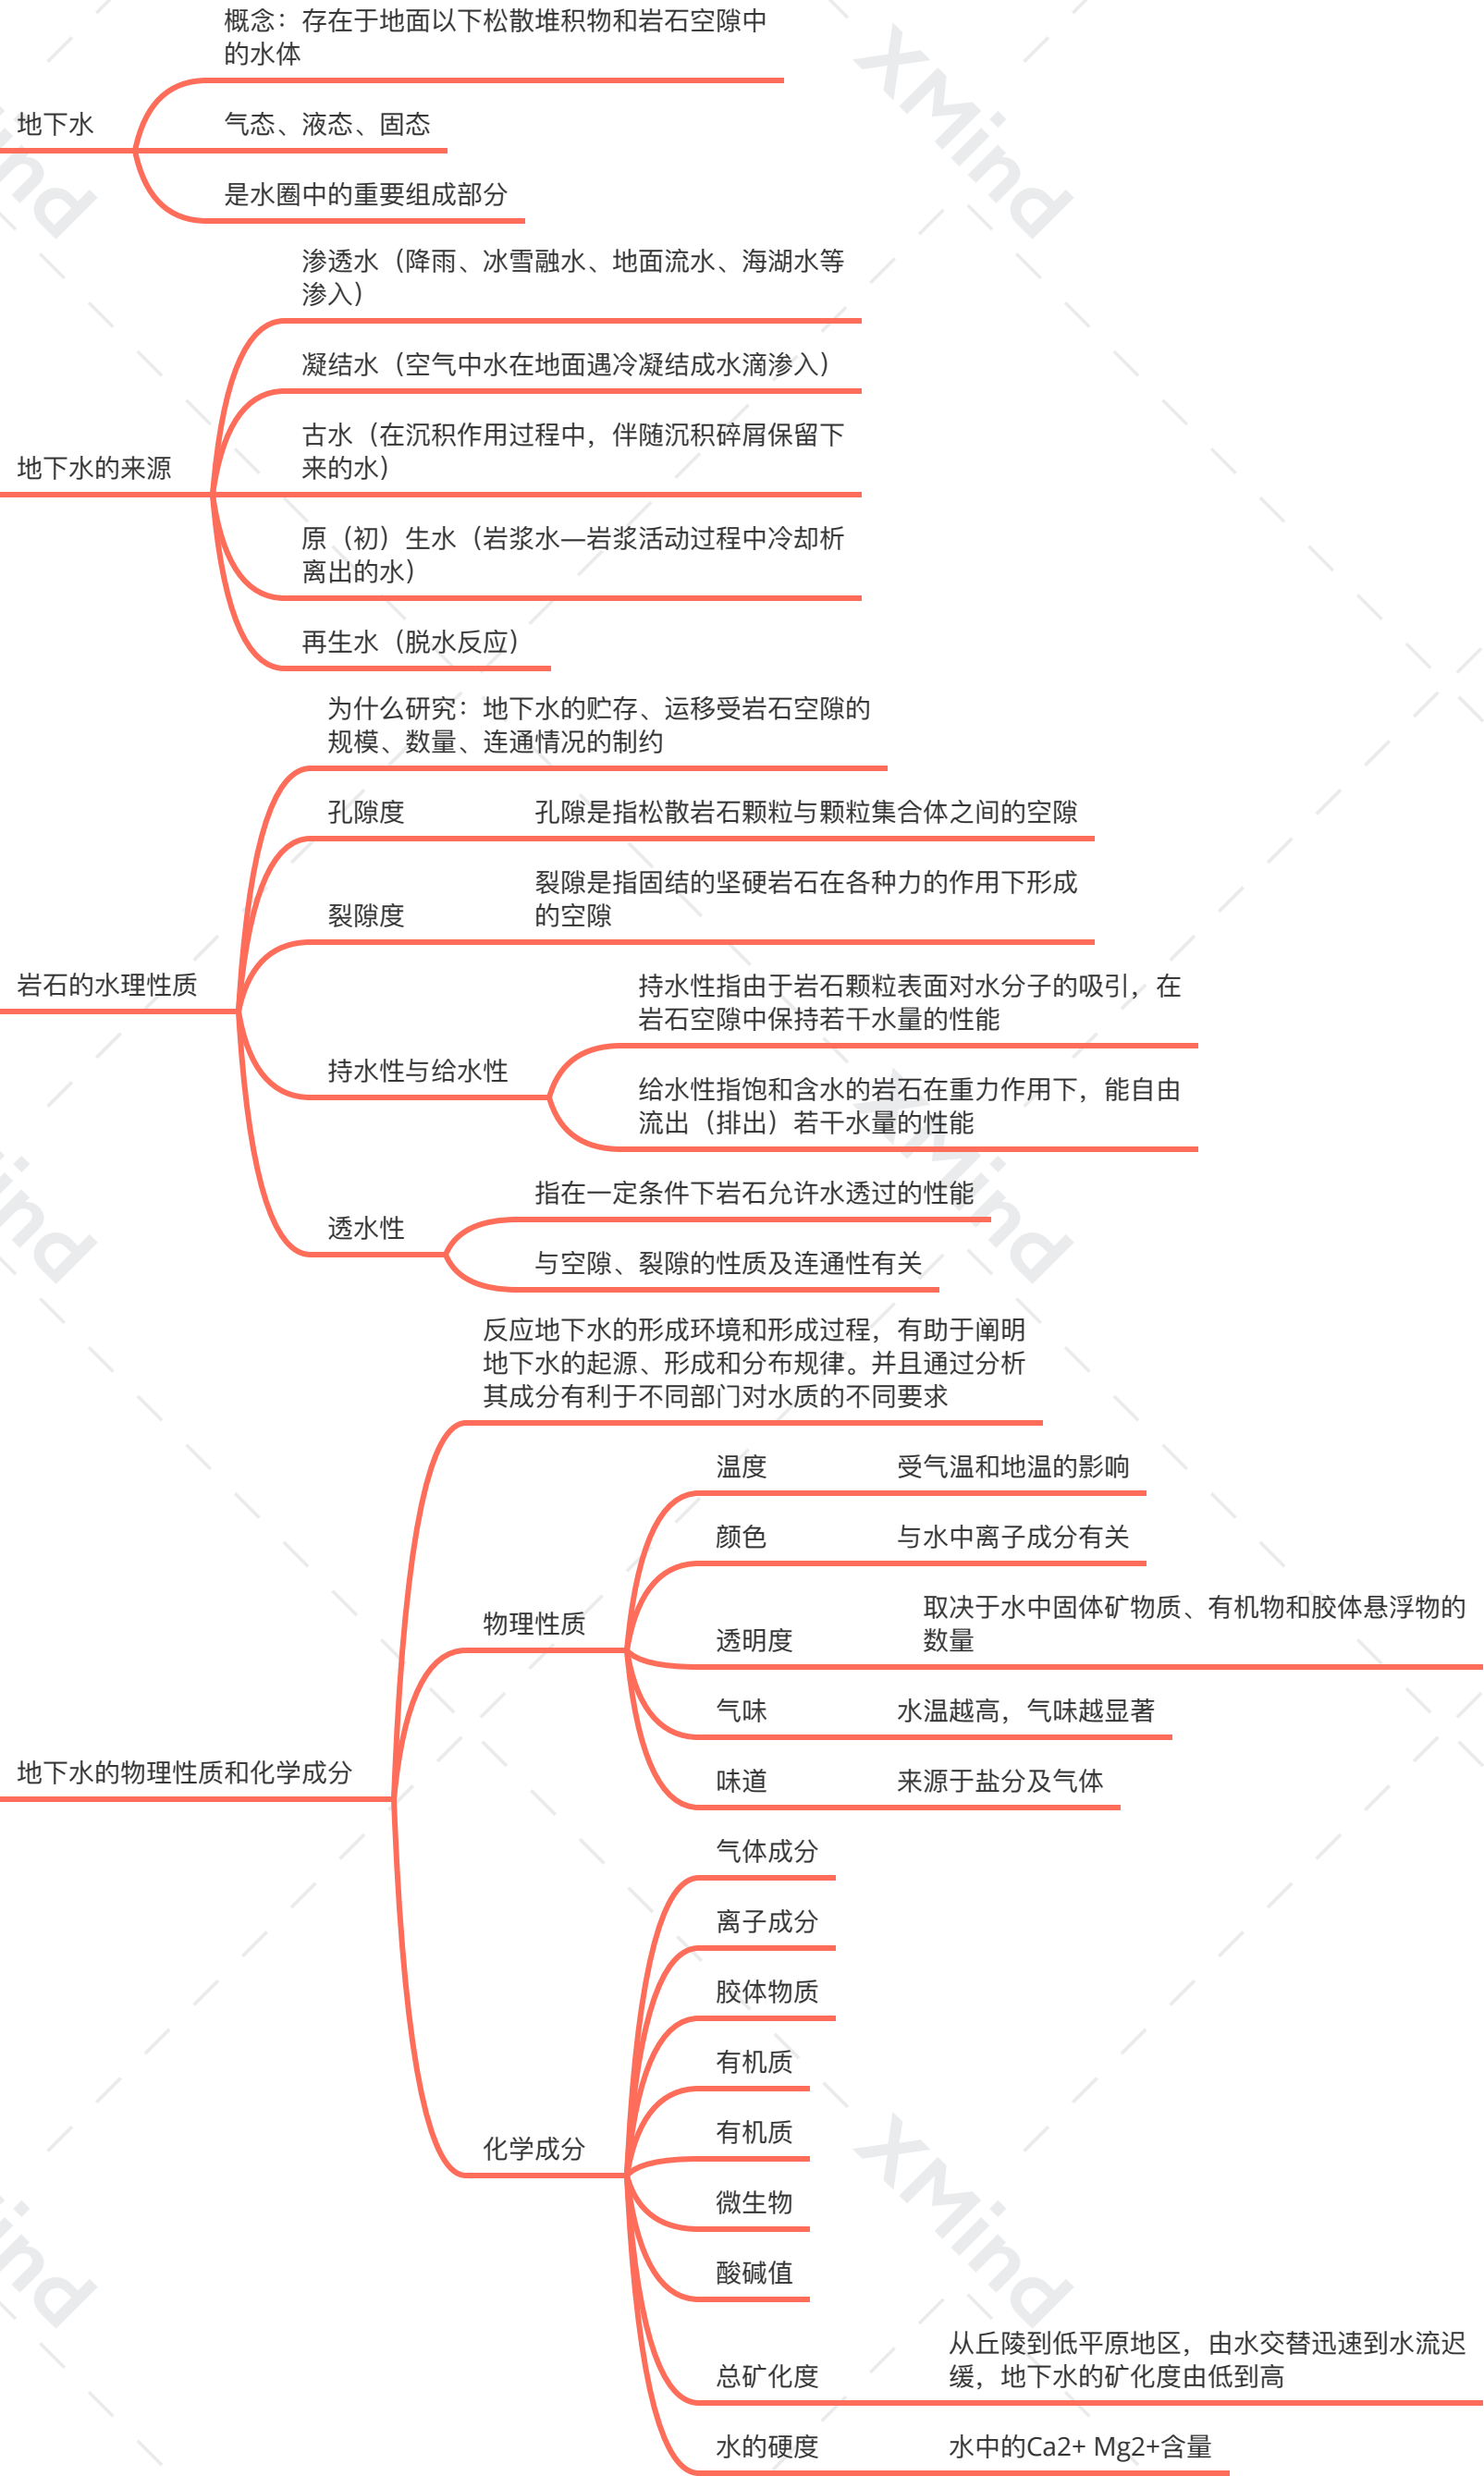 概念：存在于地面以下松散堆积物和岩石空隙中
的水体
地下水
气态、液态、固态
是水圈中的重要组成部分
渗透水（降雨、冰雪融水、地面流水、海湖水等
渗入）
凝结水（空气中水在地面遇冷凝结成水滴渗入）
古水（在沉积作用过程中，伴随沉积碎屑保留下
来的水）
地下水的来源
原（初）生水（岩浆水—岩浆活动过程中冷却析
离出的水）
再生水（脱水反应）
为什么研究：地下水的贮存、运移受岩石空隙的
规模、数量、连通情况的制约
孔隙度
孔隙是指松散岩石颗粒与颗粒集合体之间的空隙
裂隙度
裂隙是指固结的坚硬岩石在各种力的作用下形成
的空隙
岩石的水理性质
持水性与给水性
持水性指由于岩石颗粒表面对水分子的吸引，在
岩石空隙中保持若干水量的性能
给水性指饱和含水的岩石在重力作用下，能自由
流出（排出）若干水量的性能
透水性
指在一定条件下岩石允许水透过的性能
与空隙、裂隙的性质及连通性有关
反应地下水的形成环境和形成过程，有助于阐明
地下水的起源、形成和分布规律。并且通过分析
其成分有利于不同部门对水质的不同要求
物理性质
温度
受气温和地温的影响
颜色
与水中离子成分有关
透明度
取决于水中固体矿物质、有机物和胶体悬浮物的
数量
气味
水温越高，气味越显著
味道
来源于盐分及气体
地下水的物理性质和化学成分
化学成分
气体成分
离子成分
胶体物质
有机质
有机质
微生物
酸碱值
总矿化度
从丘陵到低平原地区，由水交替迅速到水流迟
缓，地下水的矿化度由低到高
水的硬度
水中的Ca2+ Mg2+含量
XMind
XMind
XMind